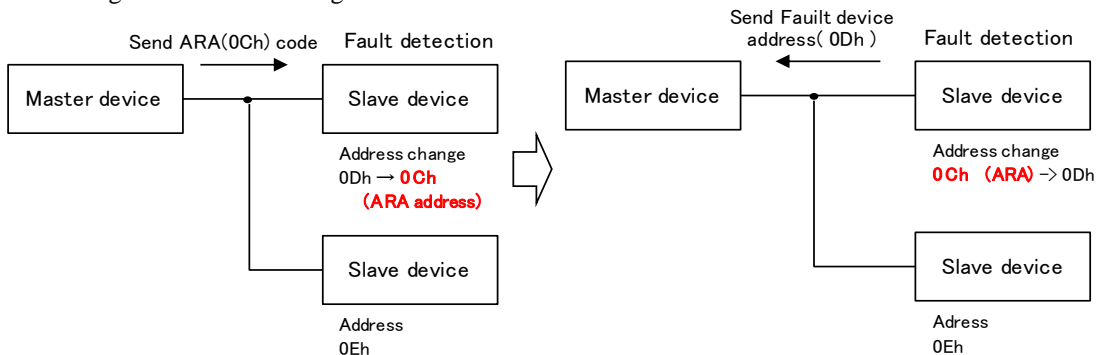 Send ARA(0Ch) code
Fault detection
Master device
Slave device
Address change
0Dh → 0Ch
(ARA address)
Slave device
Adress
0Eh
Send Fauilt device
address( 0Dh )
Fault detection
Master device
Slave device
Address change
0Ch (ARA) -> 0Dh
Slave device
Adress
0Eh